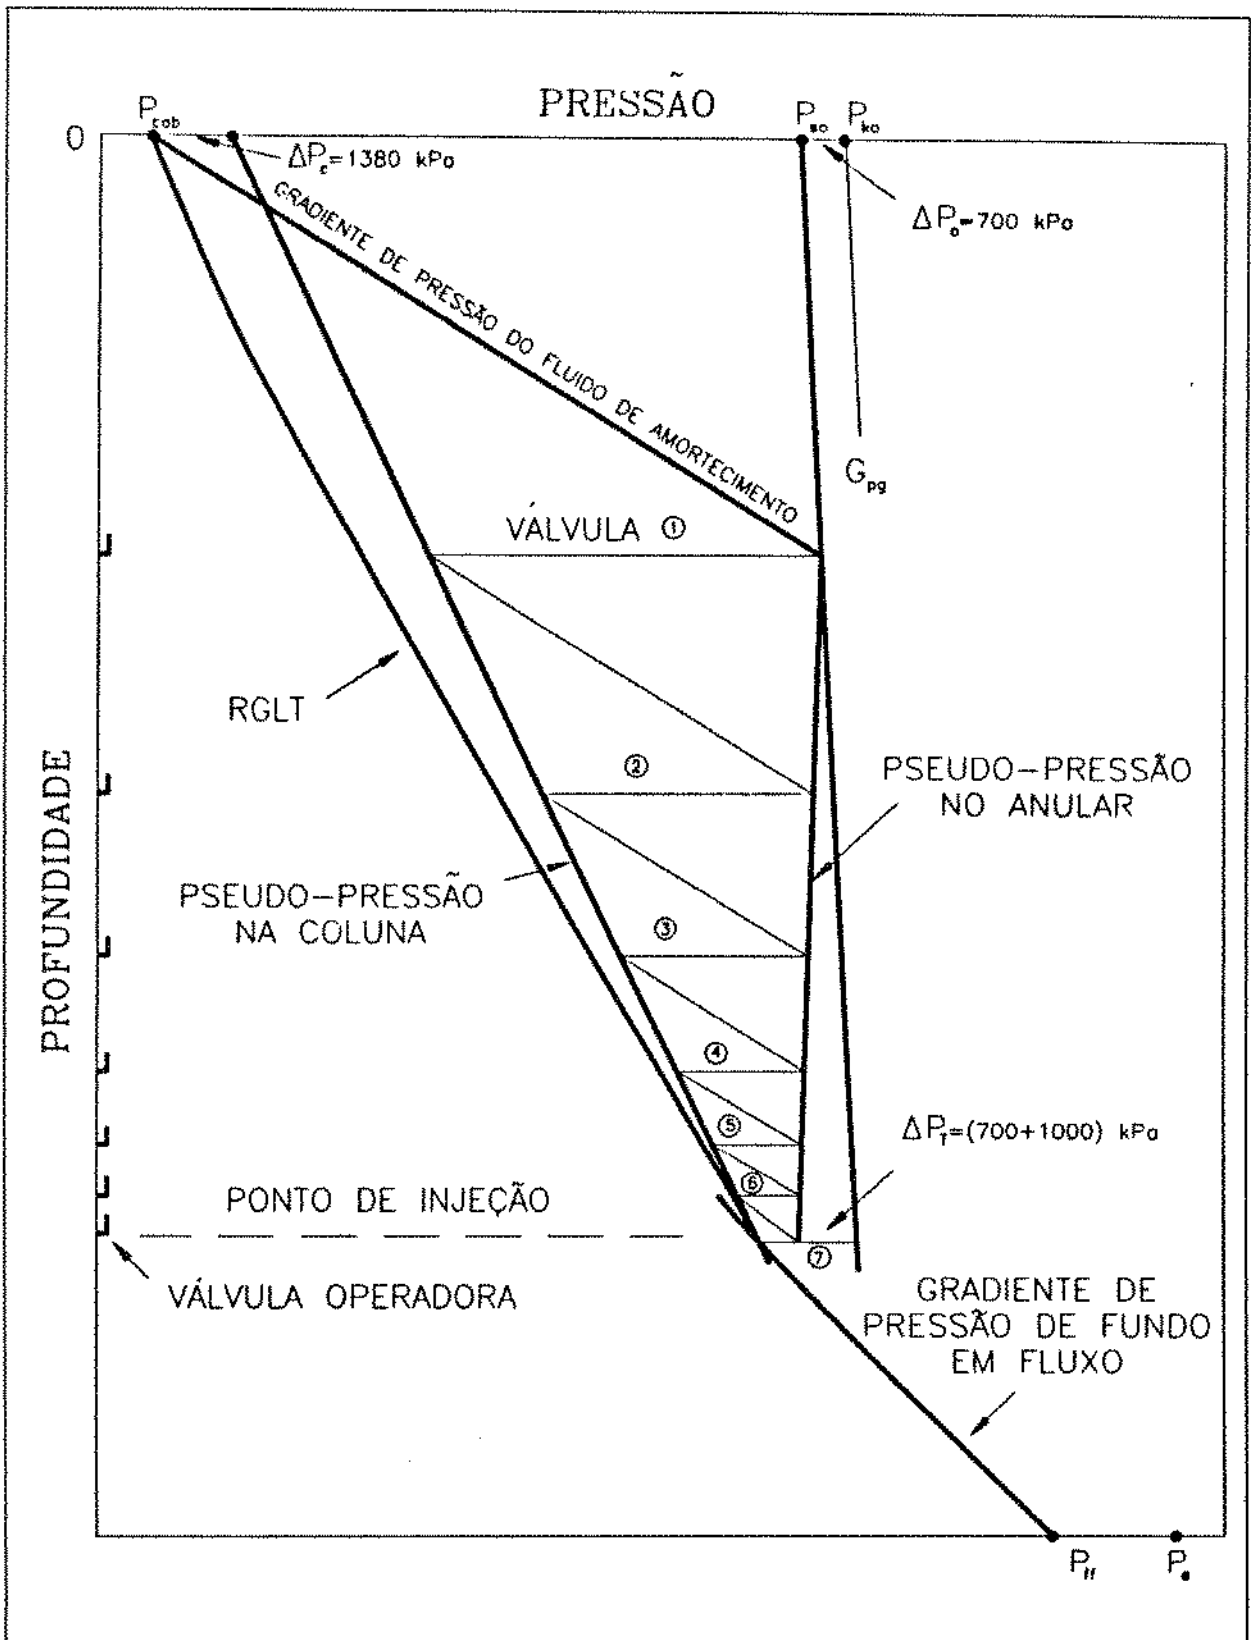 PRESSÃO
P_cab
P_so
P_ko
0
ΔP_c=1380 kPa
ΔP_o=700 kPa
GRADIENTE DE PRESSÃO DO FLUIDO DE AMORTECIMENTO
G_pg
VÁLVULA ①
RGLT
②
PSEUDO-PRESSÃO
NO ANULAR
PROFUNDIDADE
PSEUDO-PRESSÃO
NA COLUNA
③
④
⑤
ΔP_T=(700+1000) kPa
⑥
PONTO DE INJEÇÃO
⑦
VÁLVULA OPERADORA
GRADIENTE DE
PRESSÃO DE FUNDO
EM FLUXO
P_ff
P_e